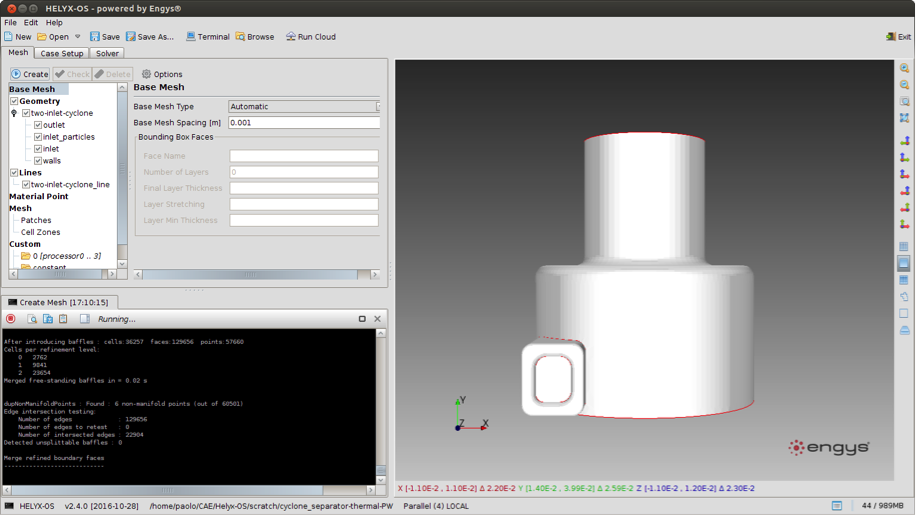 HELYX-OS - powered by Engys®
File Edit Help
New Open Save Save As... Terminal Browse Run Cloud Exit
Mesh Case Setup Solver
Create Check Delete Options
Base Mesh
Geometry
two-inlet-cyclone
outlet
inlet_particles
inlet
walls
Lines
two-inlet-cyclone_line
Material Point
Mesh
Patches
Cell Zones
Custom
0 [processor0 .. 3]
constant
Base Mesh
Base Mesh Type Automatic
Base Mesh Spacing [m] 0.001
Bounding Box Faces
Face Name
Number of Layers 0
Final Layer Thickness
Layer Stretching
Layer Min Thickness
Create Mesh [17:10:15]
Running...
After introducing baffles : cells:36257 faces:129656 points:57660
Cells per refinement level:
0 2762
1 9841
2 23654
Merged free-standing baffles in = 0.02 s
dupNonManifoldPoints : Found : 6 non-manifold points (out of 60501)
Edge intersection testing:
Number of edges : 129656
Number of edges to retest : 0
Number of intersected edges : 22904
Detected unsplittable baffles : 0
Merge refined boundary faces
----------------------------
Y
Z X
engys®
X [-1.10E-2 , 1.10E-2] Δ 2.20E-2 Y [1.40E-2 , 3.99E-2] Δ 2.59E-2 Z [-1.10E-2 , 1.20E-2] Δ 2.30E-2
HELYX-OS v2.4.0 [2016-10-28] /home/paolo/CAE/Helyx-OS/scratch/cyclone_separator-thermal-PW Parallel (4) LOCAL 44 / 989MB